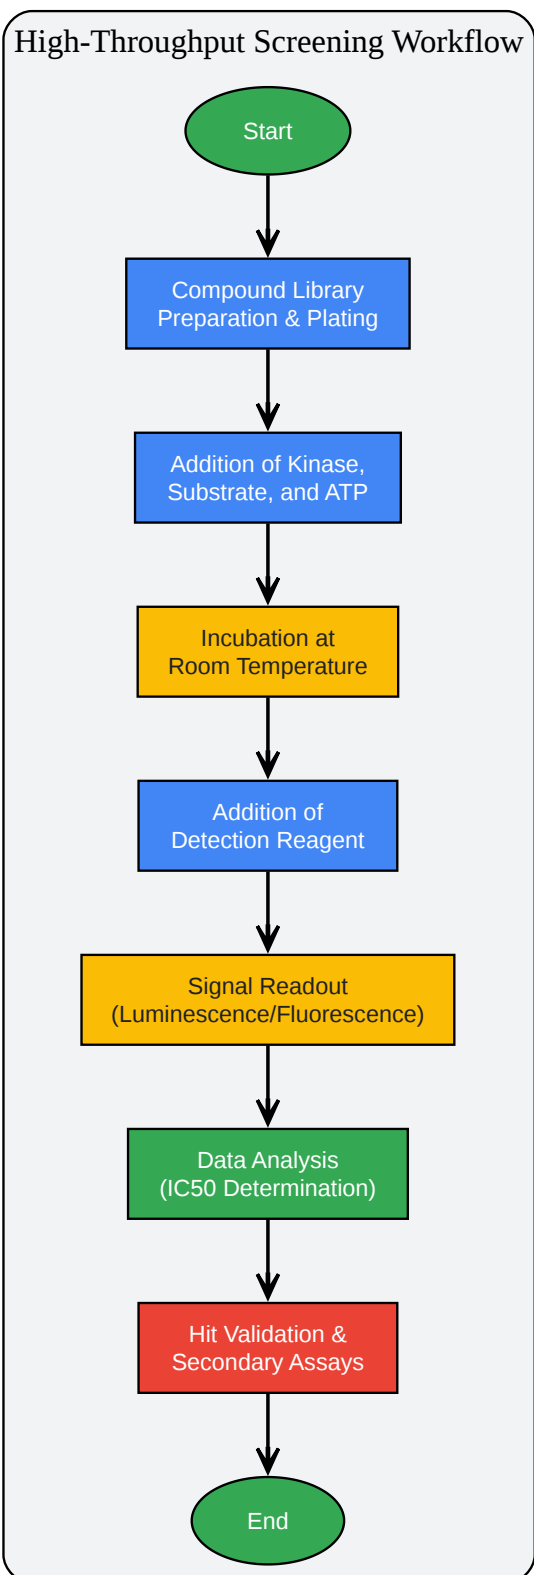 High-Throughput Screening Workflow
Start
Compound Library
Preparation & Plating
Addition of Kinase,
Substrate, and ATP
Incubation at
Room Temperature
Addition of
Detection Reagent
Signal Readout
(Luminescence/Fluorescence)
Data Analysis
(IC50 Determination)
Hit Validation &
Secondary Assays
End